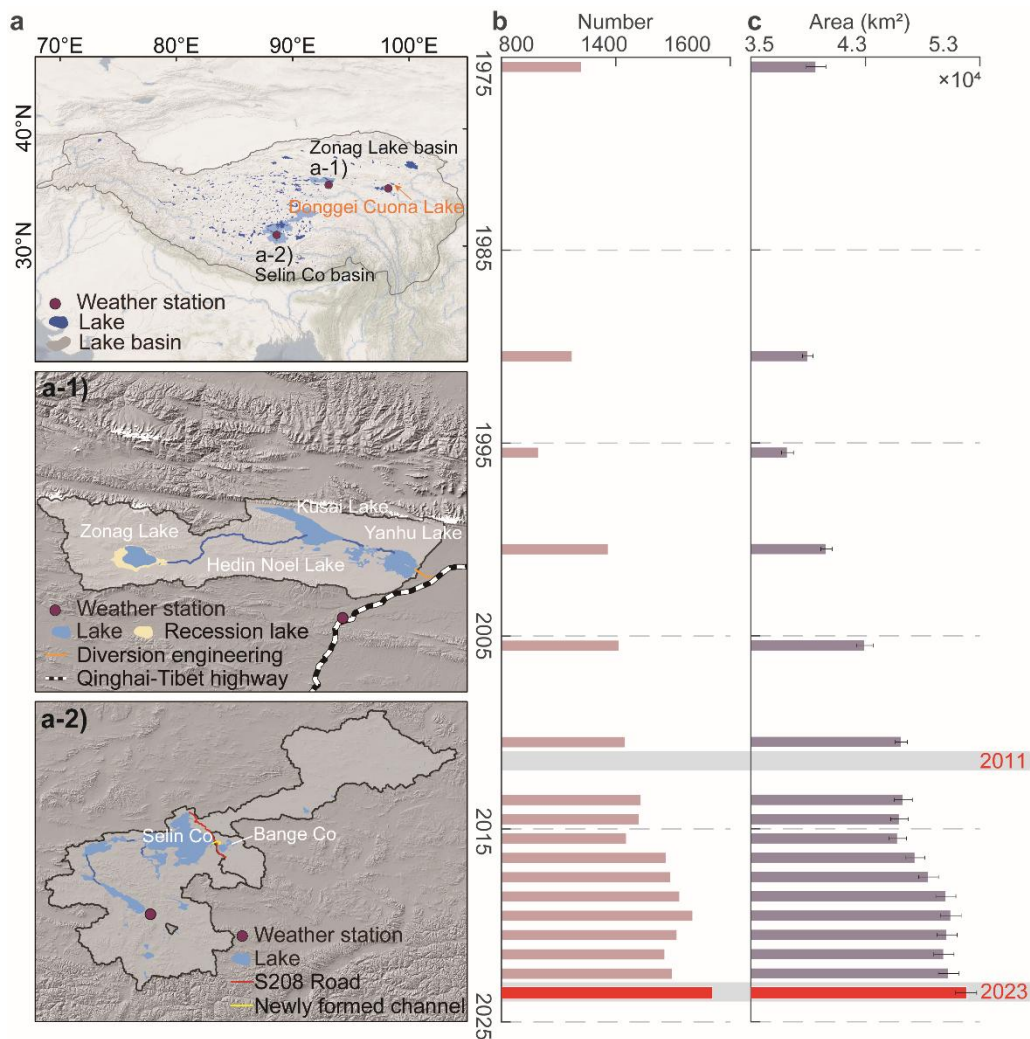 a
70°E 80°E 90°E 100°E
40°N
30°N
Zonag Lake basin
a-1)
Donggei Cuona Lake
a-2)
Selin Co basin
Weather station
Lake
Lake basin
a-1)
Kusai Lake
Zonag Lake
Yanhu Lake
Hedin Noel Lake
Weather station
Lake Recession lake
Diversion engineering
Qinghai-Tibet highway
a-2)
Selin Co
Bange Co
Weather station
Lake
S208 Road
Newly formed channel
b
Number
800 1400 1600
1975
1985
1995
2005
2015
2025
c
Area (km²)
3.5 4.3 5.3
×10⁴
2011
2023